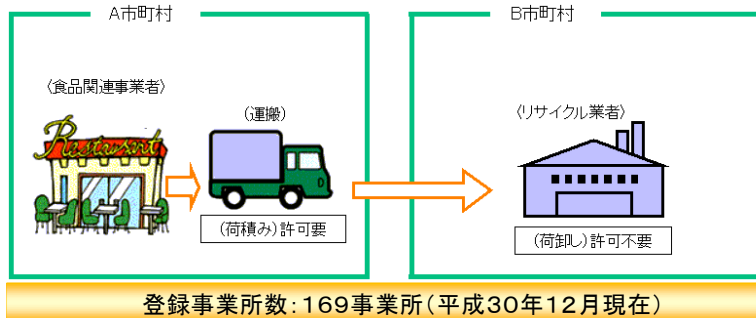 A市町村
B市町村
〈食品関連事業者〉
(運搬)
〈リサイクル業者〉
Restaurant
(荷積み)許可要
(荷卸し)許可不要
登録事業所数:169事業所(平成30年12月現在)